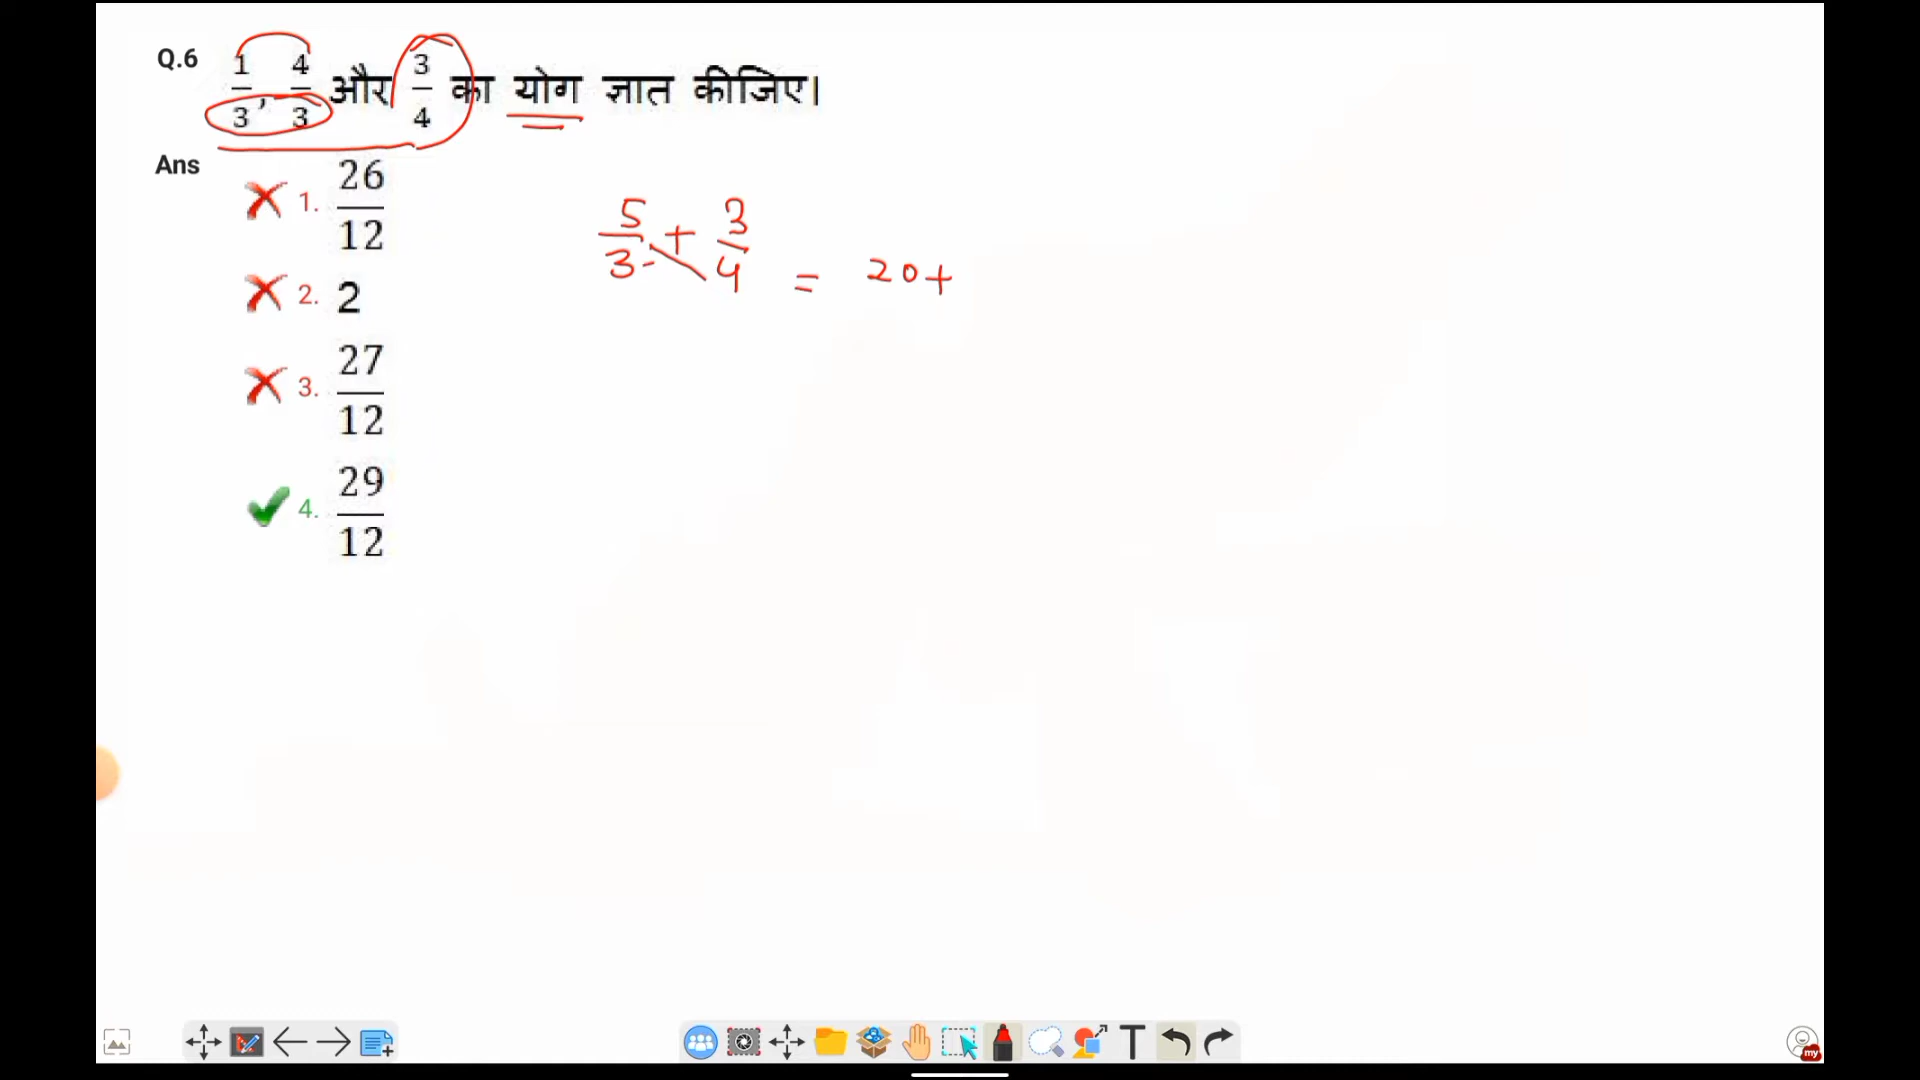 Q.6 1/3, 4/3 और 3/4 का योग ज्ञात कीजिए।
Ans
1. 26/12
2. 2
3. 27/12
4. 29/12
5/3 + 3/4 = 20+
T
my